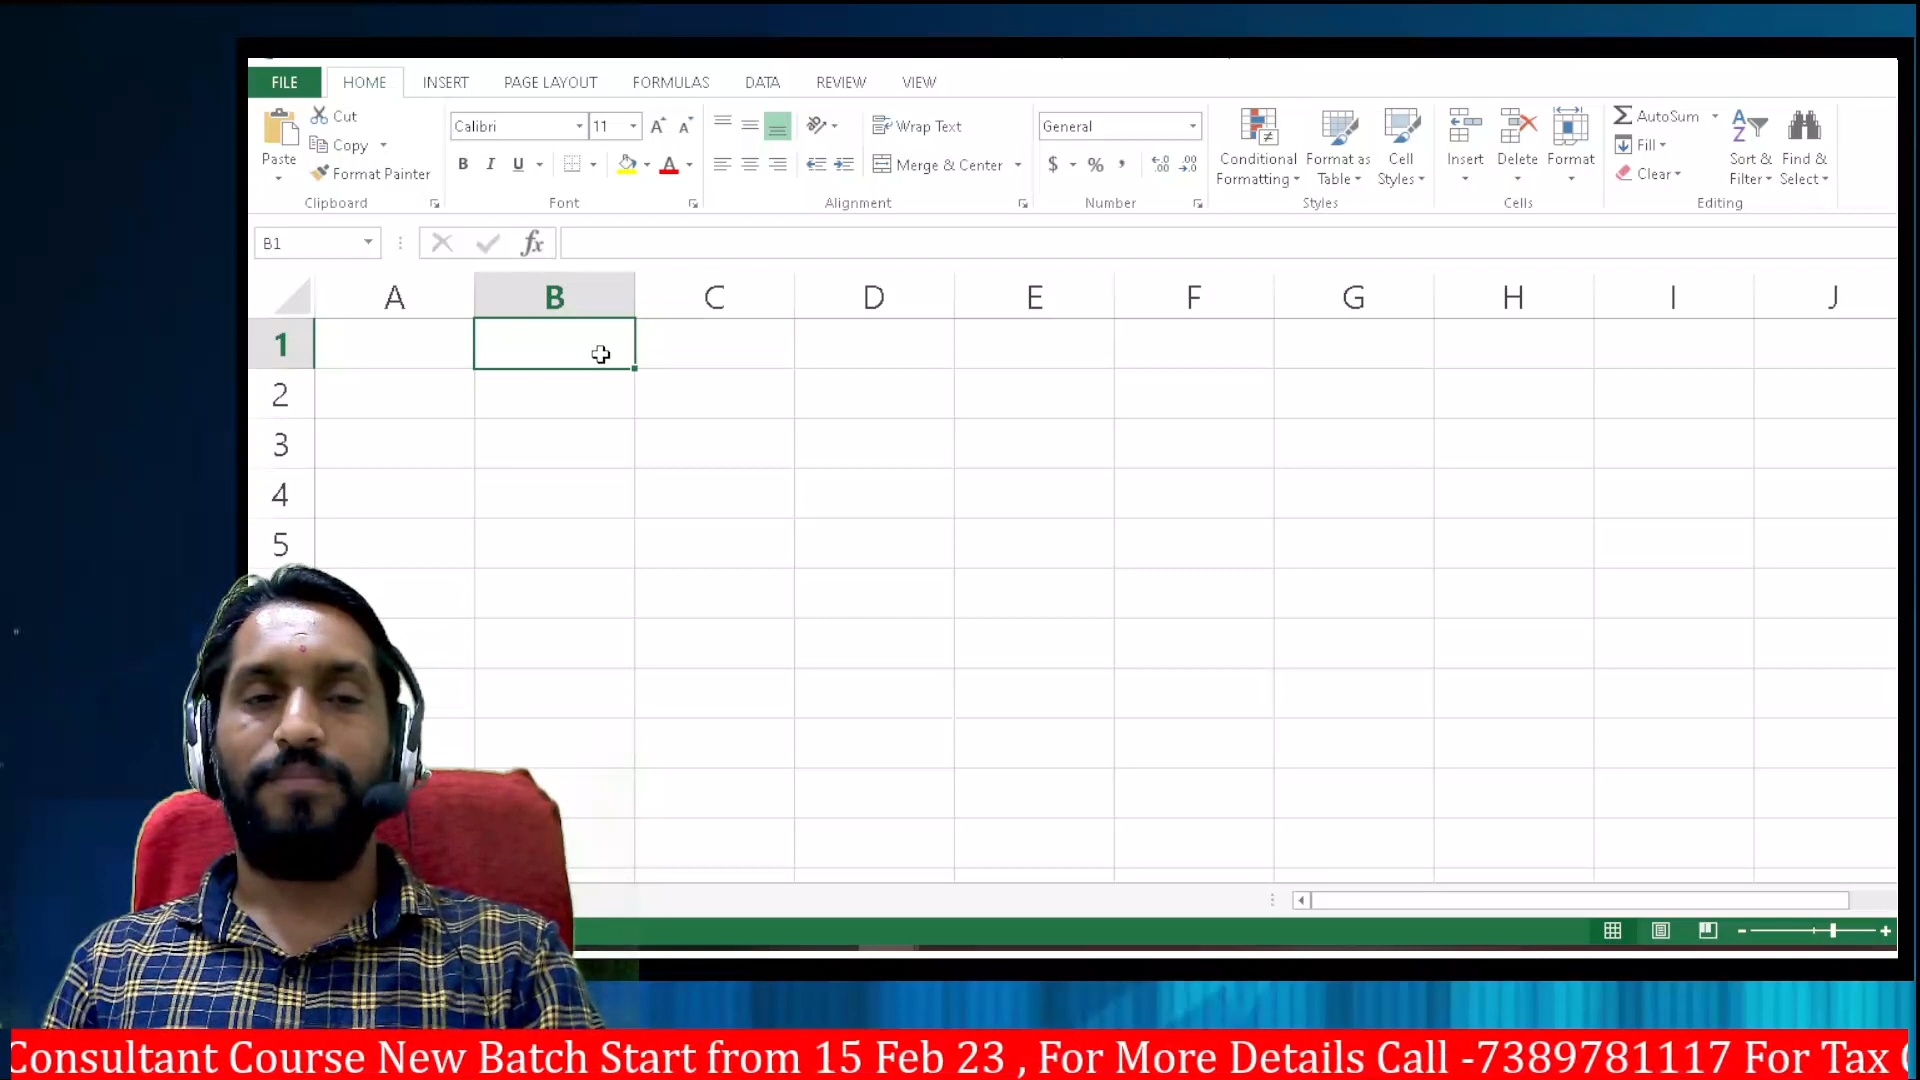 FILE HOME INSERT PAGE LAYOUT FORMULAS DATA REVIEW VIEW
Cut
Copy
Format Painter
Paste
Clipboard
Calibri 11
B I U A
Font
Wrap Text
Merge & Center
Alignment
General
$ % ,
Number
Conditional Formatting
Format as Table
Cell Styles
Styles
Insert Delete Format
Cells
AutoSum
Fill
Clear
Sort & Filter
Find & Select
Editing
B1 fx
A B C D E F G H I J
1
2
3
4
5
Consultant Course New Batch Start from 15 Feb 23 , For More Details Call -7389781117 For Tax